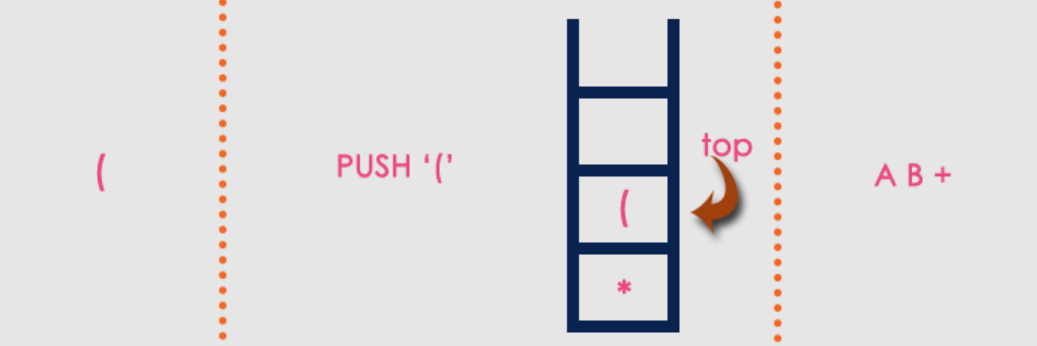 (
PUSH ‘(’
(
*
top
A B +